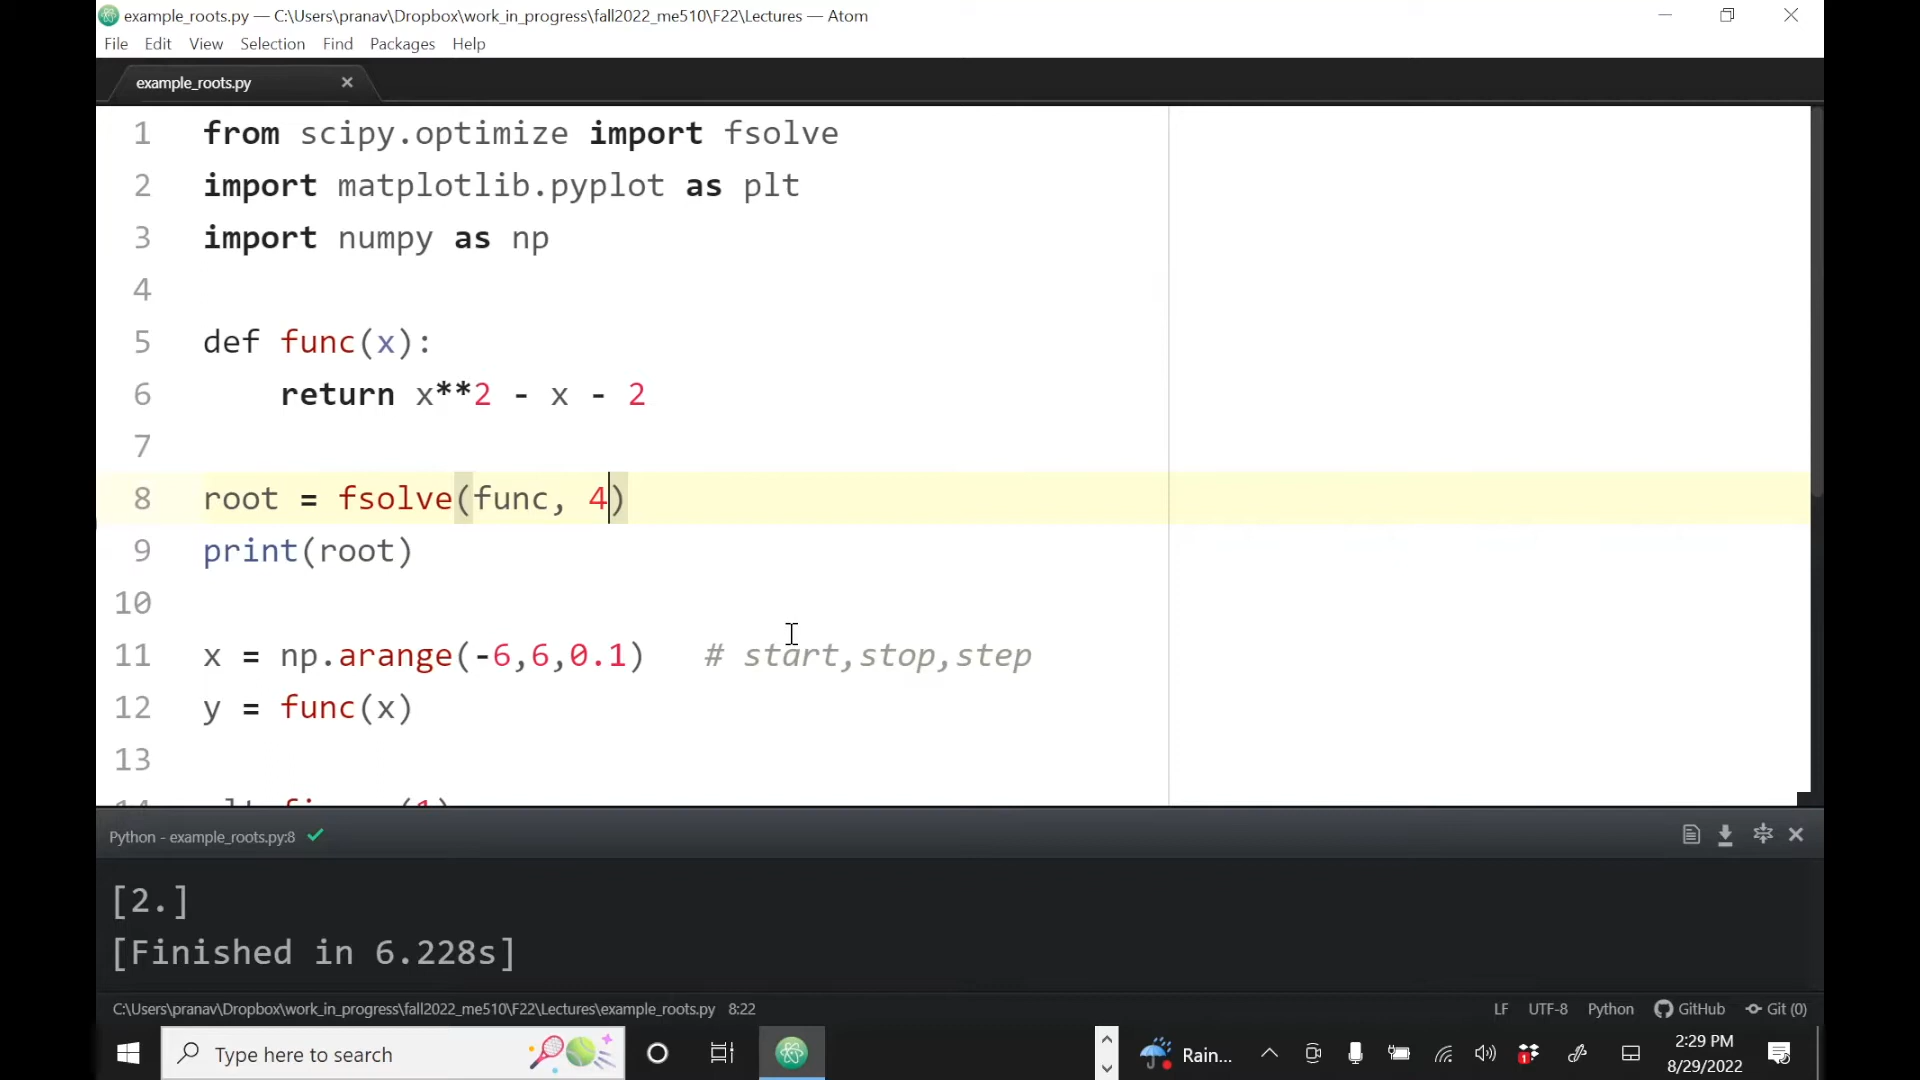 example_roots.py — C:\Users\pranav\Dropbox\work_in_progress\fall2022_me510\F22\Lectures — Atom
File Edit View Selection Find Packages Help
example_roots.py
1 from scipy.optimize import fsolve
2 import matplotlib.pyplot as plt
3 import numpy as np
4
5 def func(x):
6 return x**2 - x - 2
7
8 root = fsolve(func, 4)
9 print(root)
10
11 x = np.arange(-6,6,0.1) # start,stop,step
12 y = func(x)
13
Python - example_roots.py:8
[2.]
[Finished in 6.228s]
C:\Users\pranav\Dropbox\work_in_progress\fall2022_me510\F22\Lectures\example_roots.py 8:22 LF UTF-8 Python GitHub Git (0)
Type here to search Rain... 1 2:29 PM
8/29/2022